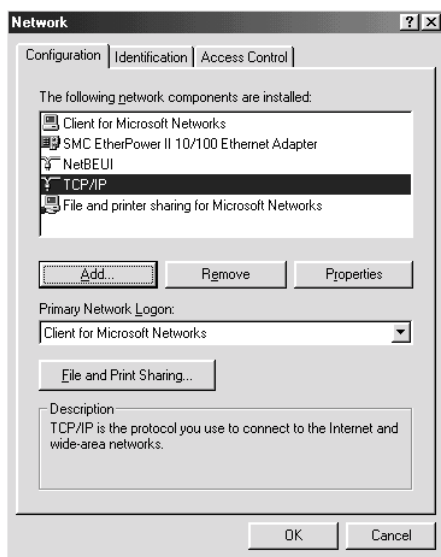 Network
Configuration Identification Access Control
The following network components are installed:
Client for Microsoft Networks
SMC EtherPower II 10/100 Ethernet Adapter
NetBEUI
TCP/IP
File and printer sharing for Microsoft Networks
Add... Remove Properties
Primary Network Logon:
Client for Microsoft Networks
File and Print Sharing...
Description
TCP/IP is the protocol you use to connect to the Internet and
wide-area networks.
OK Cancel